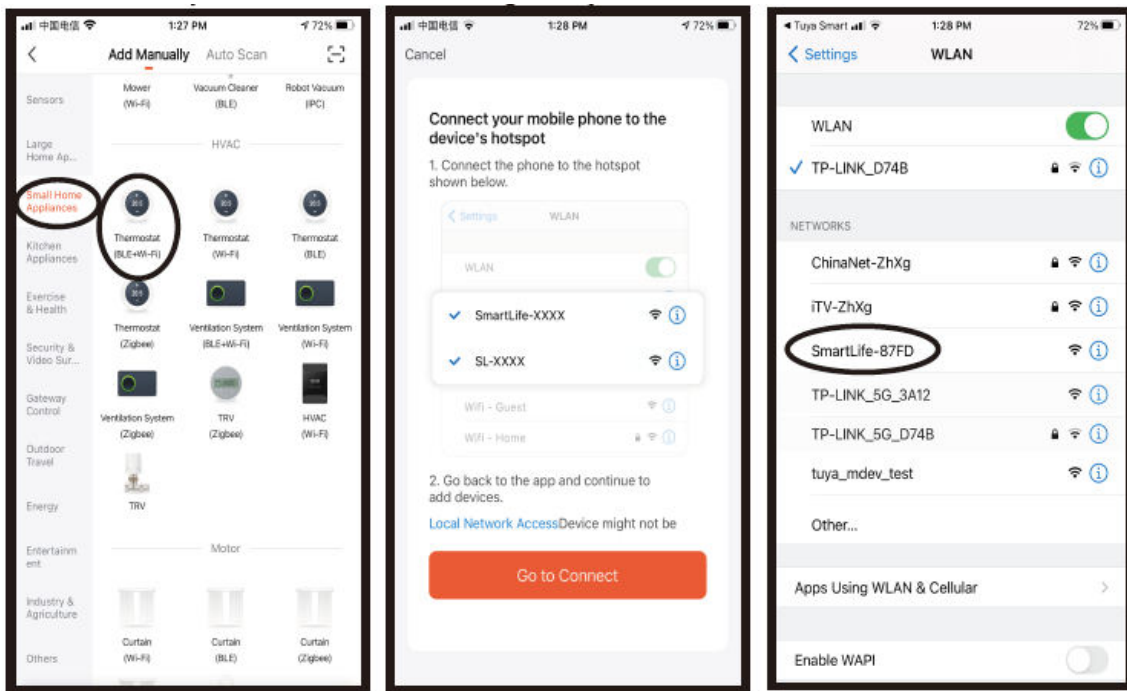 中国电信
1:27 PM
72%
Add Manually
Auto Scan
Sensors
Large
Home Ap...
Small Home
Appliances
Kitchen
Appliances
Exercise
& Health
Security &
Video Sur...
Gateway
Control
Outdoor
Travel
Energy
Entertainm
ent
Industry &
Agriculture
Others
Mower
(Wi-Fi)
Vacuum Cleaner
(BLE)
Robot Vacuum
(IPC)
HVAC
Thermostat
(BLE+Wi-Fi)
Thermostat
(Wi-Fi)
Thermostat
(BLE)
Thermostat
(Zigbee)
Ventilation System
(BLE+Wi-Fi)
Ventilation System
(Wi-Fi)
Ventilation System
(Zigbee)
TRV
(Zigbee)
HVAC
(Wi-Fi)
TRV
Motor
Curtain
(Wi-Fi)
Curtain
(BLE)
Curtain
(Zigbee)
中国电信
1:28 PM
72%
Cancel
Connect your mobile phone to the
device's hotspot
1. Connect the phone to the hotspot
shown below.
Settings
WLAN
WLAN
SmartLife-XXXX
SL-XXXX
Wifi - Guest
Wifi - Home
2. Go back to the app and continue to
add devices.
Local Network AccessDevice might not be
Go to Connect
Tuya Smart
1:28 PM
72%
Settings
WLAN
WLAN
TP-LINK_D74B
NETWORKS
ChinaNet-ZhXg
iTV-ZhXg
SmartLife-87FD
TP-LINK_5G_3A12
TP-LINK_5G_D74B
tuya_mdev_test
Other...
Apps Using WLAN & Cellular
Enable WAPI